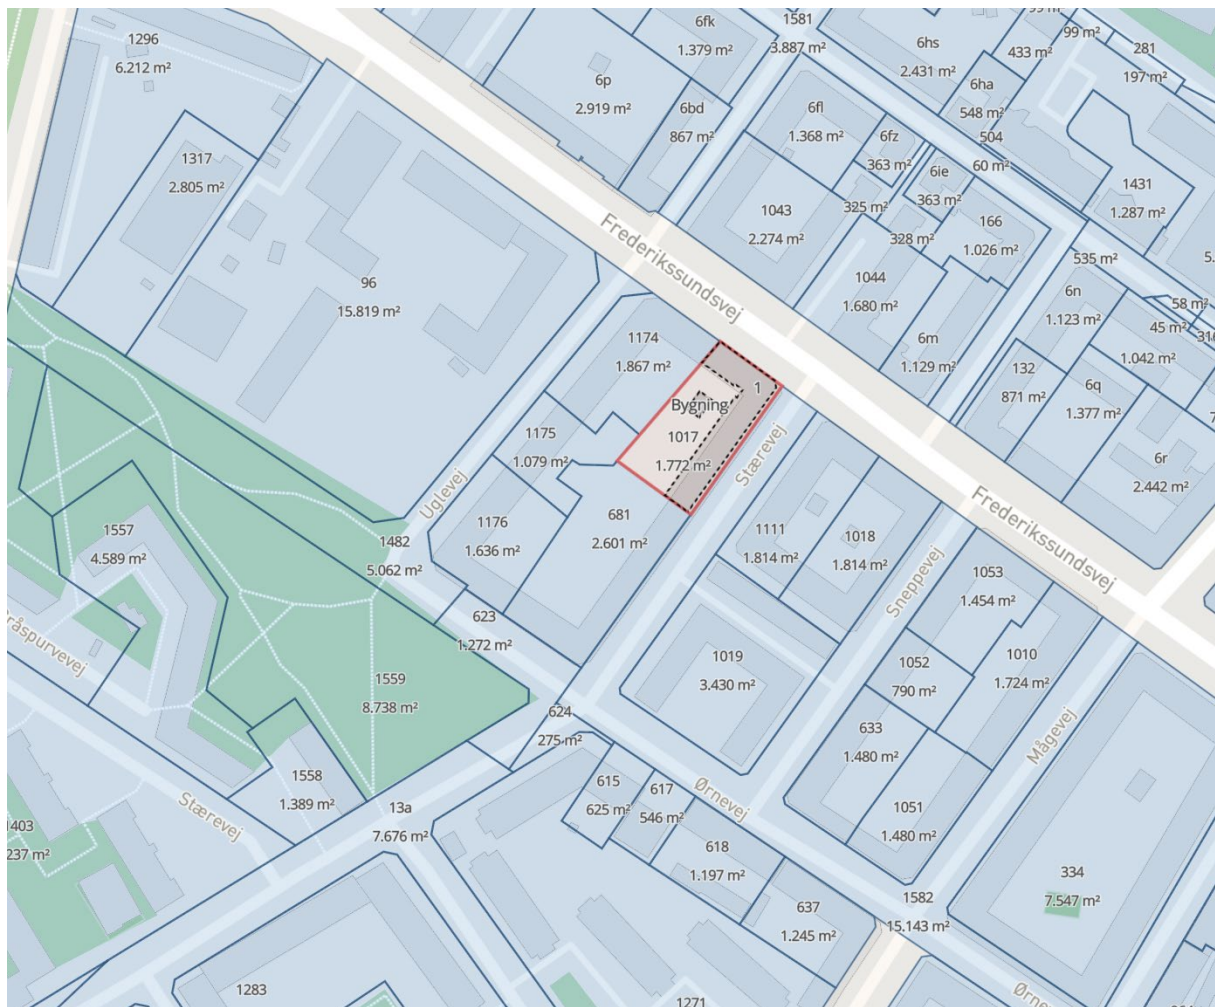 1296
6.212 m²
6fk
1.379 m²
1581
3.887 m²
99 m²
281
197 m²
6hs
2.431 m²
433 m²
6p
2.919 m²
6bd
867 m²
6fl
1.368 m²
6fz
363 m²
6ha
548 m²
504
60 m²
1317
2.805 m²
6ie
363 m²
1431
1.287 m²
325 m²
166
1.026 m²
1043
2.274 m²
328 m²
Frederikssundsvej
96
15.819 m²
1044
1.680 m²
535 m²
6n
1.123 m²
58 m²
45 m²
1.042 m²
1174
1.867 m²
6m
1.129 m²
132
871 m²
6q
1.377 m²
1
Bygning
1017
1.772 m²
1175
1.079 m²
Stærevej
6r
2.442 m²
Uglevej
Frederikssundsvej
1176
1.636 m²
681
2.601 m²
1111
1.814 m²
1018
1.814 m²
1557
4.589 m²
1482
5.062 m²
Sneppevej
1053
1.454 m²
623
1.272 m²
1019
3.430 m²
1052
790 m²
1010
1.724 m²
1559
8.738 m²
624
275 m²
633
1.480 m²
Mågevej
1558
1.389 m²
615
625 m²
617
546 m²
Ørnevej
1051
1.480 m²
Stærevej
13a
7.676 m²
618
1.197 m²
334
7.547 m²
637
1.245 m²
1582
15.143 m²
1283
1271